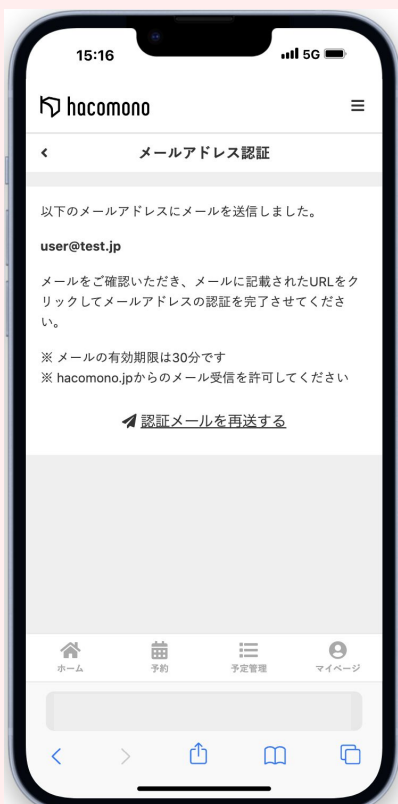 15:16
5G
hacomono
メールアドレス認証
以下のメールアドレスにメールを送信しました。
user@test.jp
メールをご確認いただき、メールに記載されたURLをク
リックしてメールアドレスの認証を完了させてくださ
い。
※ メールの有効期限は30分です
※ hacomono.jpからのメール受信を許可してください
認証メールを再送する
ホーム
予約
予定管理
マイページ